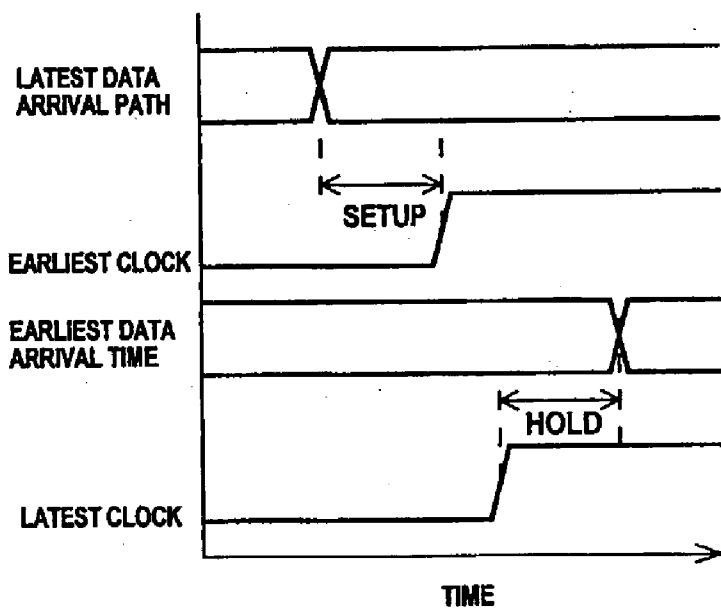 LATEST DATA
ARRIVAL PATH
SETUP
EARLIEST CLOCK
EARLIEST DATA
ARRIVAL TIME
HOLD
LATEST CLOCK
TIME